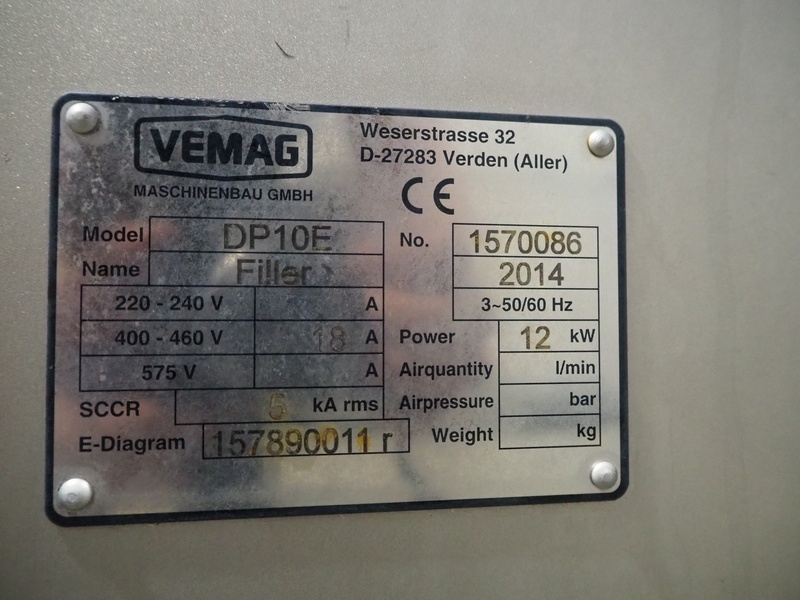 VEMAG
MASCHINENBAU GMBH
Weserstrasse 32
D-27283 Verden (Aller)
CE
Model DP10E
Name Filler
220 - 240 V A
400 - 460 V 18 A
575 V A
SCCR 5 kA rms
E-Diagram 157890011 r
No. 1570086
2014
3~50/60 Hz
Power 12 kW
Airquantity l/min
Airpressure bar
Weight kg